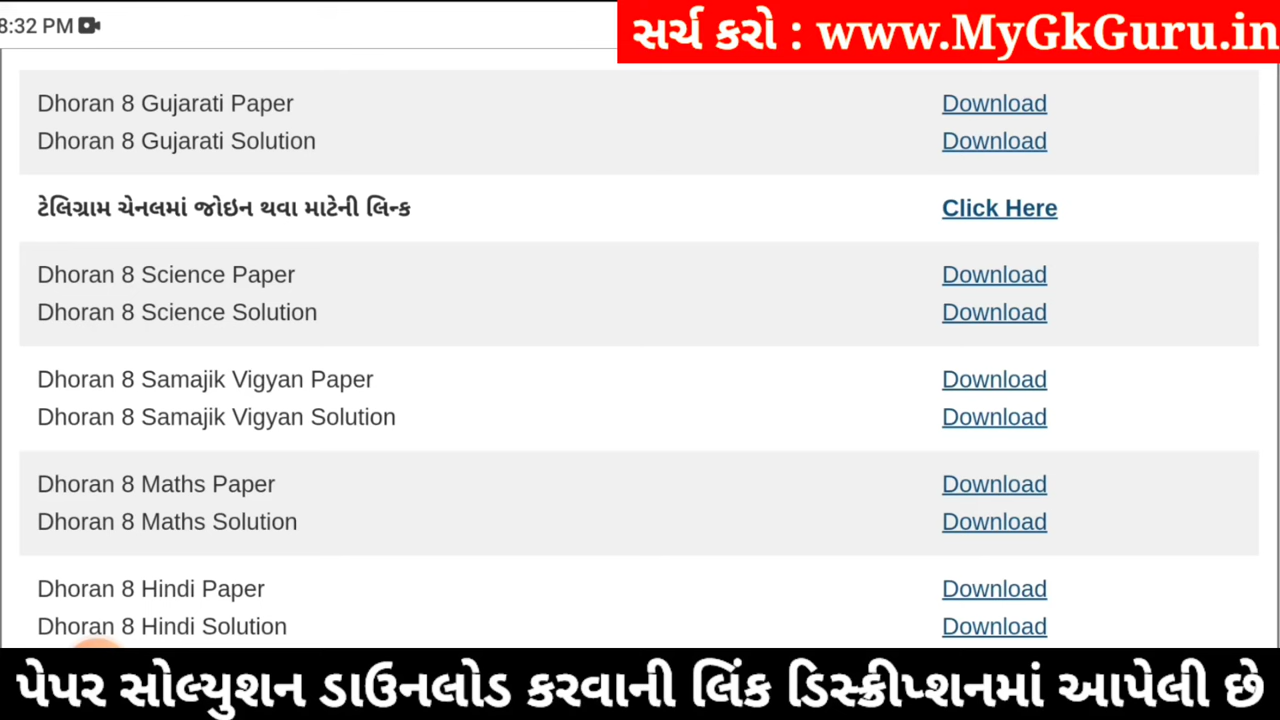 8:32 PM
સર્ચ કરો : www.MyGkGuru.in
Dhoran 8 Gujarati Paper Download
Dhoran 8 Gujarati Solution Download
ટેલિગ્રામ ચેનલમાં જોઇન થવા માટેની લિન્ક Click Here
Dhoran 8 Science Paper Download
Dhoran 8 Science Solution Download
Dhoran 8 Samajik Vigyan Paper Download
Dhoran 8 Samajik Vigyan Solution Download
Dhoran 8 Maths Paper Download
Dhoran 8 Maths Solution Download
Dhoran 8 Hindi Paper Download
Dhoran 8 Hindi Solution Download
પેપર સોલ્યુશન ડાઉનલોડ કરવાની લિંક ડિસ્ક્રીપ્શનમાં આપેલી છે